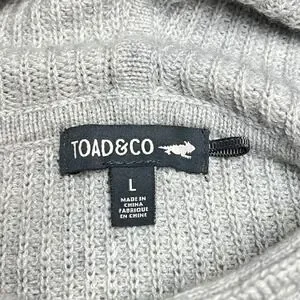 TOAD&CO
L
MADE IN
CHINA
FABRIQUÉ
EN CHINE